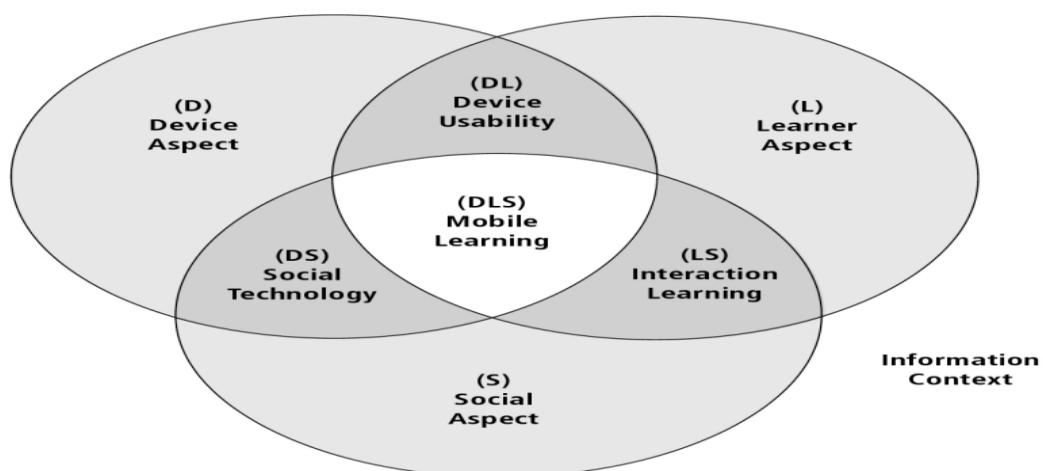 (DL)
Device
Usability
(D)
Device
Aspect
(L)
Learner
Aspect
(DLS)
Mobile
Learning
(DS)
Social
Technology
(LS)
Interaction
Learning
Information
Context
(S)
Social
Aspect